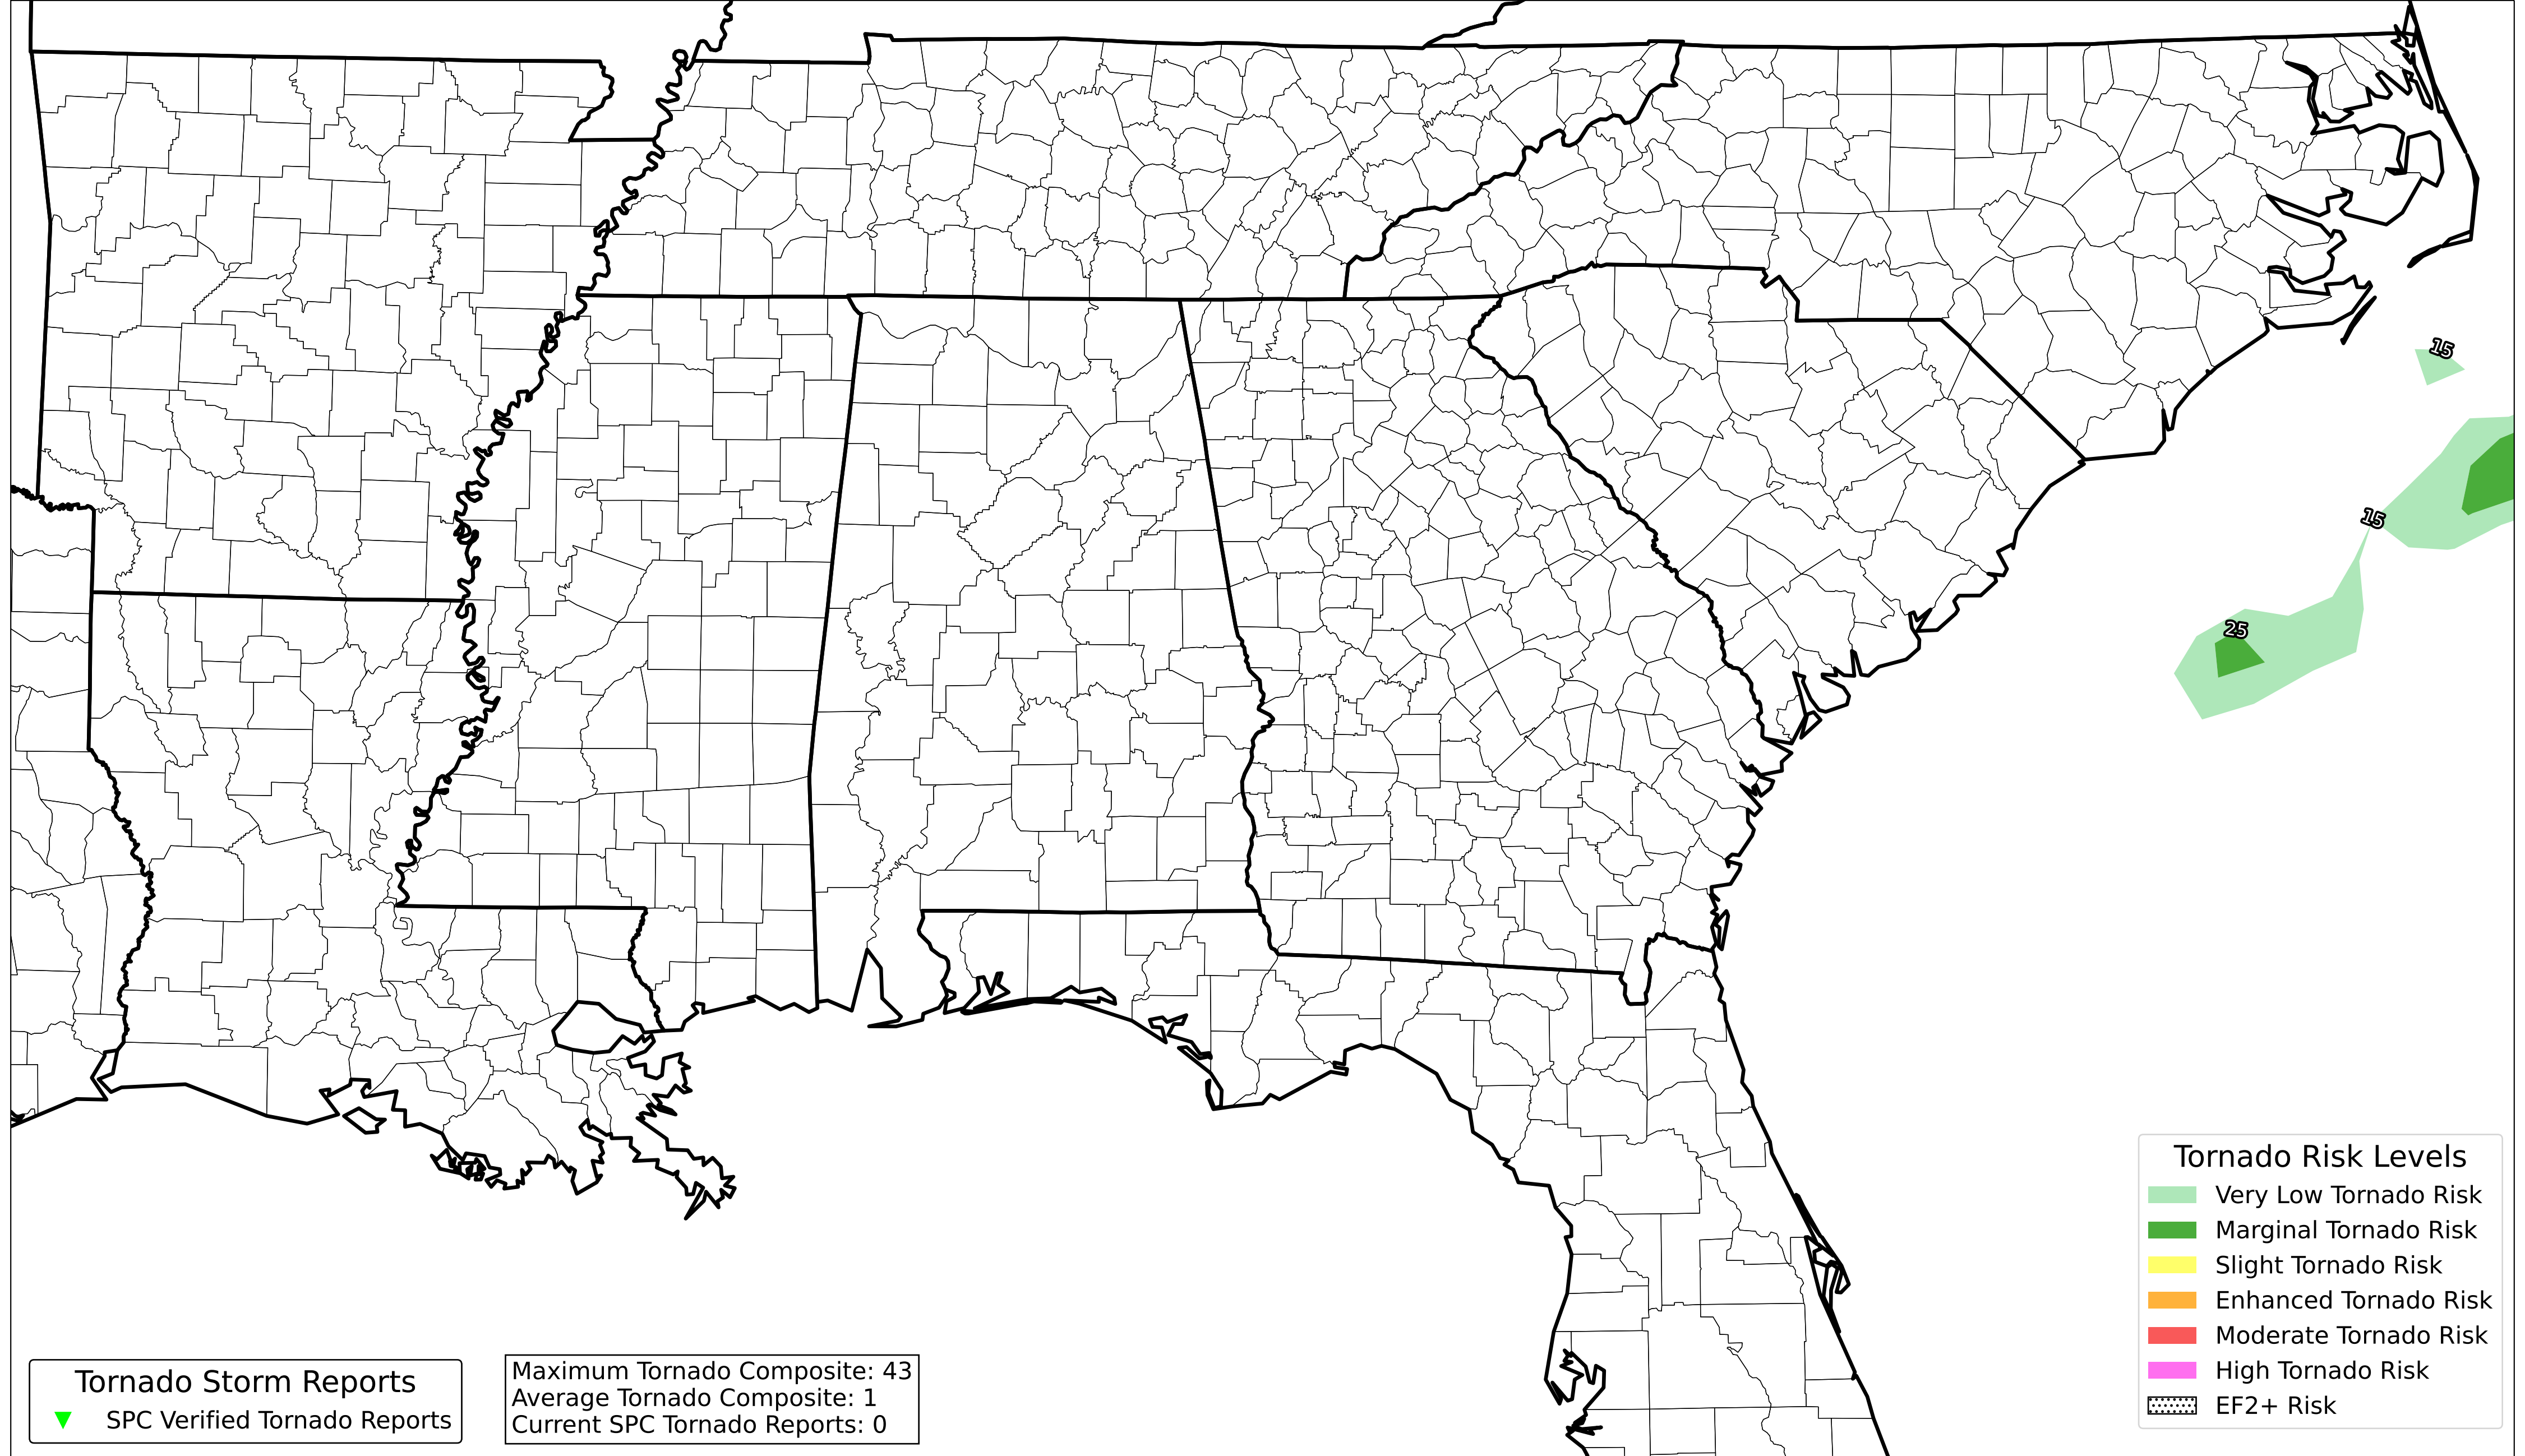 15
15
25
Tornado Risk Levels
Very Low Tornado Risk
Marginal Tornado Risk
Slight Tornado Risk
Enhanced Tornado Risk
Moderate Tornado Risk
High Tornado Risk
EF2+ Risk
Tornado Storm Reports
SPC Verified Tornado Reports
Maximum Tornado Composite: 43
Average Tornado Composite: 1
Current SPC Tornado Reports: 0